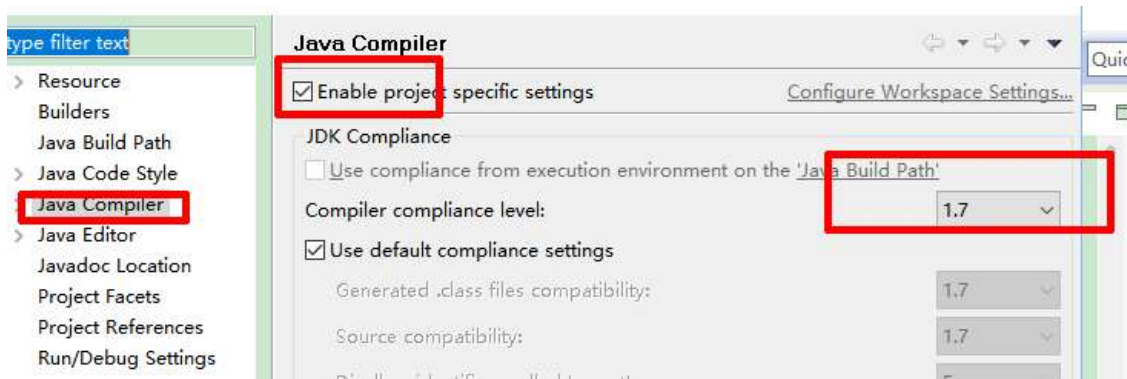 type filter text
Resource
Builders
Java Build Path
Java Code Style
Java Compiler
Java Editor
Javadoc Location
Project Facets
Project References
Run/Debug Settings
Java Compiler
Enable project specific settings
Configure Workspace Settings...
JDK Compliance
Use compliance from execution environment on the 'Java Build Path'
Compiler compliance level:
1.7
Use default compliance settings
Generated .class files compatibility:
1.7
Source compatibility:
1.7
Quic